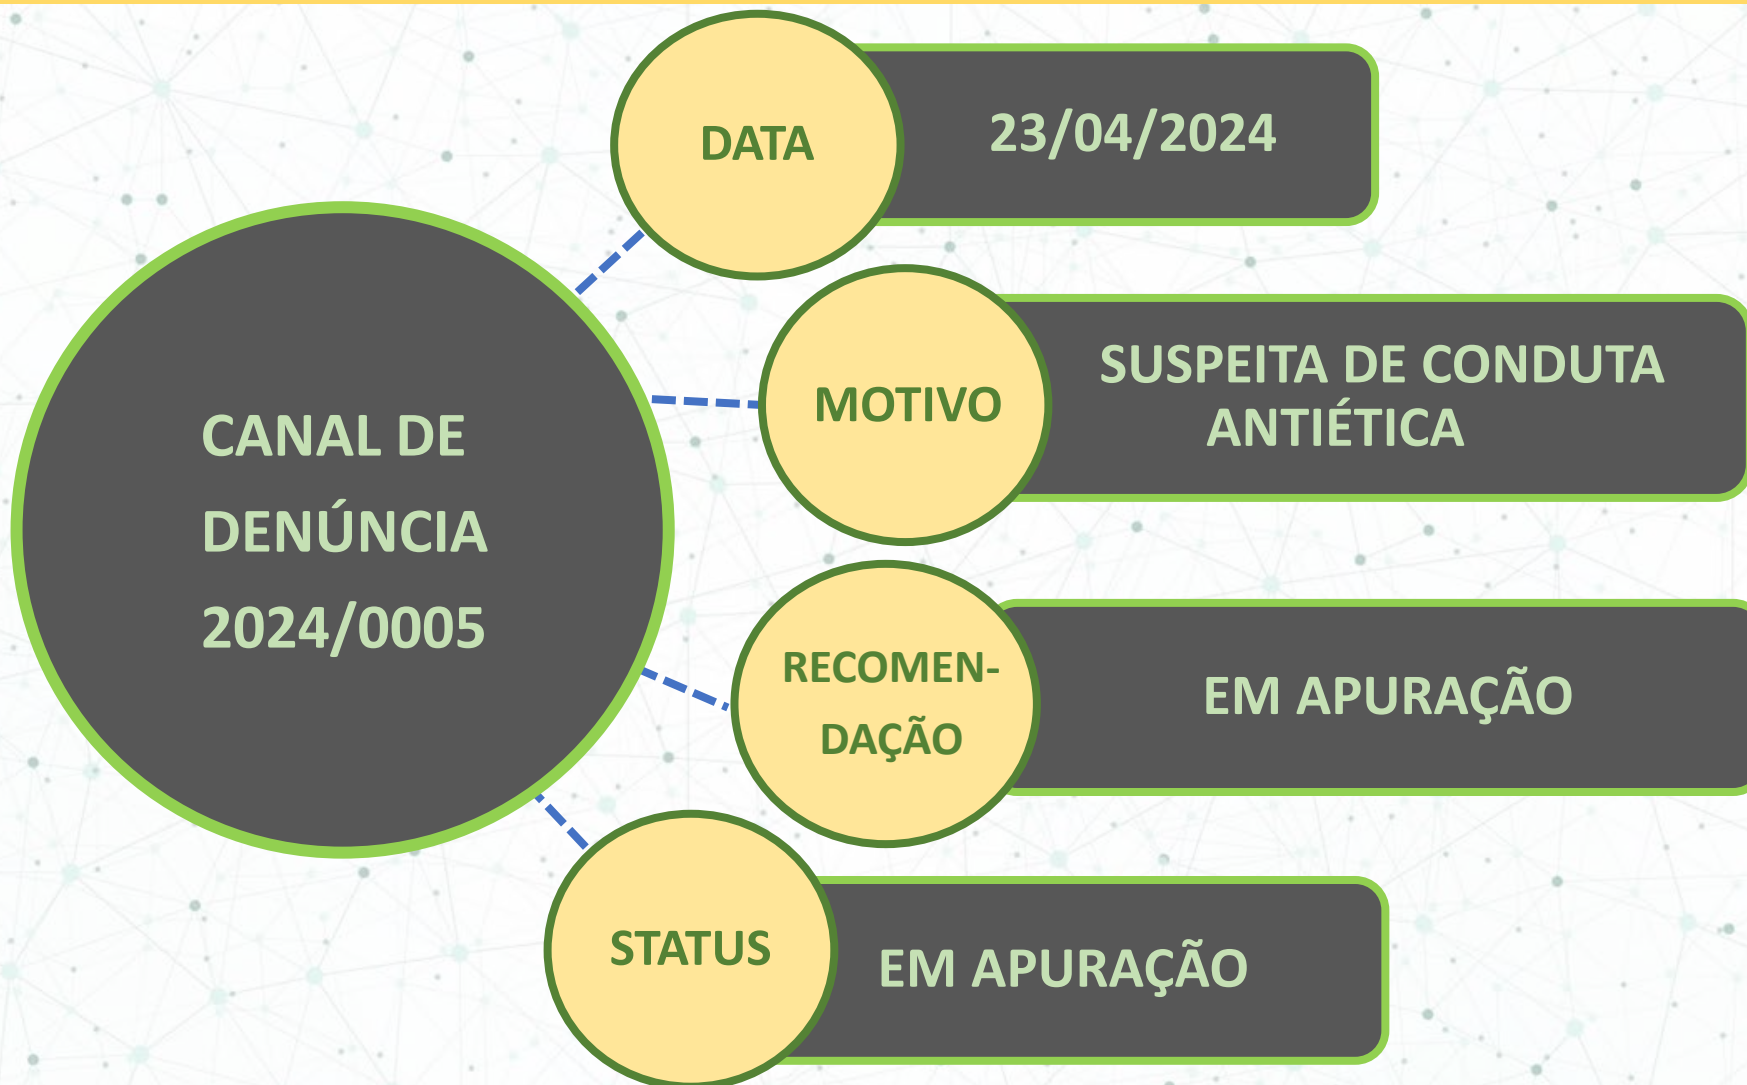 CANAL DE
DENÚNCIA
2024/0005
DATA
23/04/2024
MOTIVO
SUSPEITA DE CONDUTA
ANTIÉTICA
RECOMEN-
DAÇÃO
EM APURAÇÃO
STATUS
EM APURAÇÃO